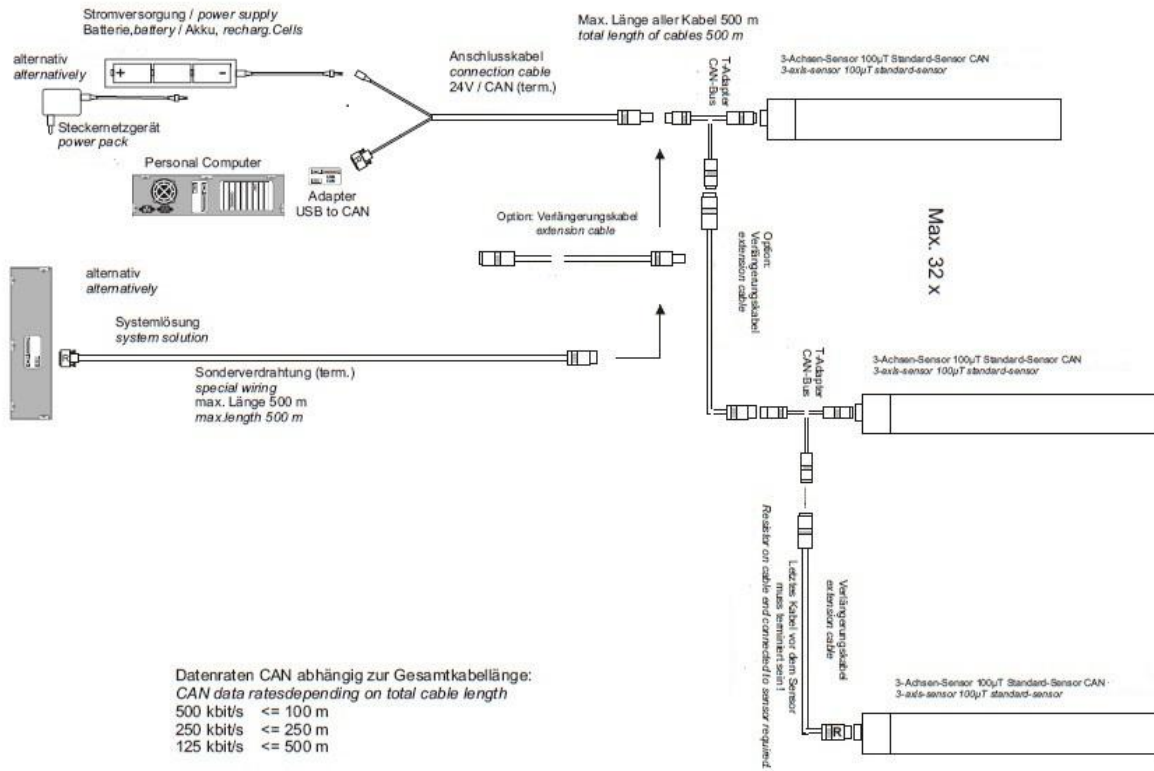 Stromversorgung / power supply
Batterie,battery / Akku, recharg.Cells
alternativ
alternatively
+
-
Steckernetzgerät
power pack
Anschlusskabel
connection cable
24V / CAN (term.)
Max. Länge aller Kabel 500 m
total length of cables 500 m
T-Adapter
CAN-Bus
3-Achsen-Sensor 100µT Standard-Sensor CAN
3-axis-sensor 100µT standard-sensor
Personal Computer
USB
CAN
Adapter
USB to CAN
Option: Verlängerungskabel
extension cable
Option:
Verlängerungskabel
extension cable
Max. 32 x
alternativ
alternatively
Systemlösung
system solution
R
Sonderverdrahtung (term.)
special wiring
max. Länge 500 m
max.length 500 m
T-Adapter
CAN-Bus
3-Achsen-Sensor 100µT Standard-Sensor CAN
3-axis-sensor 100µT standard-sensor
Verlängerungskabel
extension cable
Letztes Kabel vor dem Sensor
muss terminiert sein!
Resistor on cable end connected to sensor required.
R
3-Achsen-Sensor 100µT Standard-Sensor CAN
3-axis-sensor 100µT standard-sensor
Datenraten CAN abhängig zur Gesamtkabellänge:
CAN data ratesdepending on total cable length
500 kbit/s <= 100 m
250 kbit/s <= 250 m
125 kbit/s <= 500 m